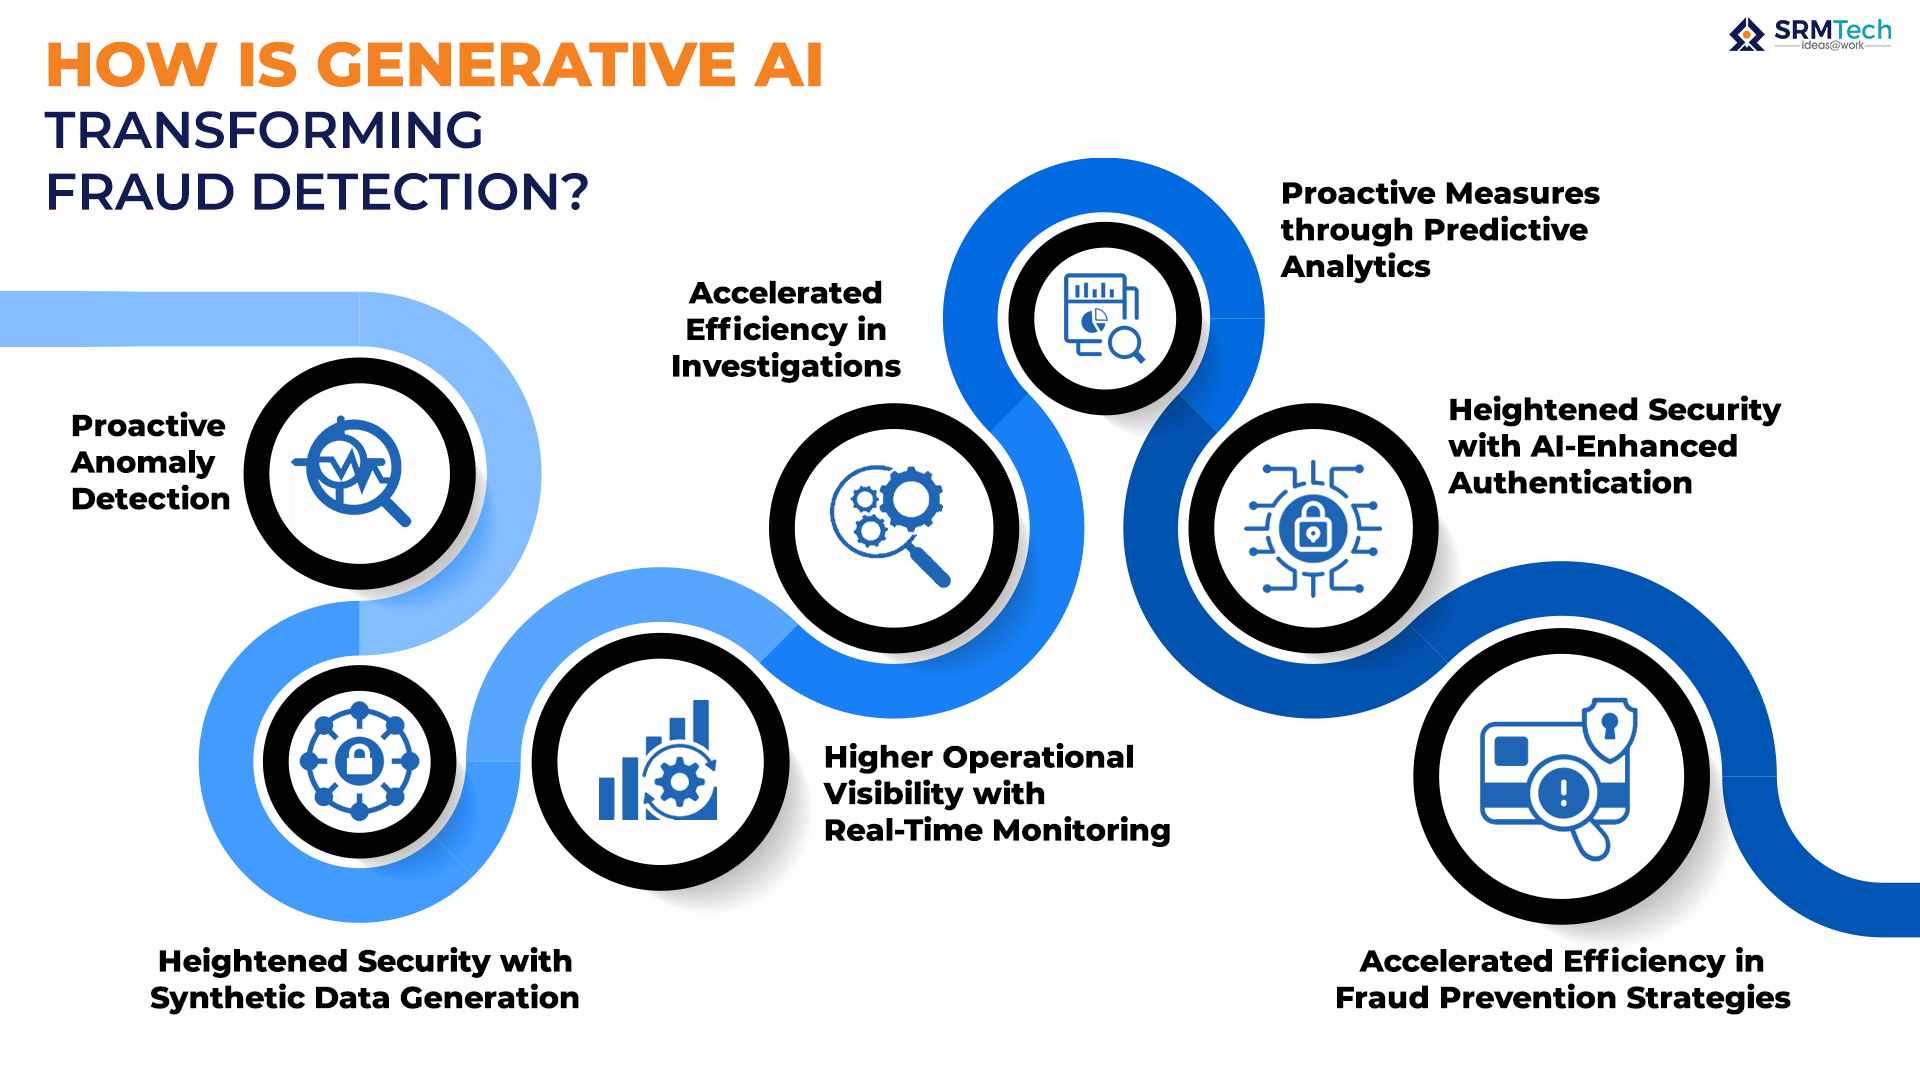 HOW IS GENERATIVE AI
TRANSFORMING
FRAUD DETECTION?
SRMTech
ideas@work
Proactive
Anomaly
Detection
Heightened Security with
Synthetic Data Generation
Higher Operational
Visibility with
Real-Time Monitoring
Accelerated
Efficiency in
Investigations
Proactive Measures
through Predictive
Analytics
Heightened Security
with AI-Enhanced
Authentication
Accelerated Efficiency in
Fraud Prevention Strategies